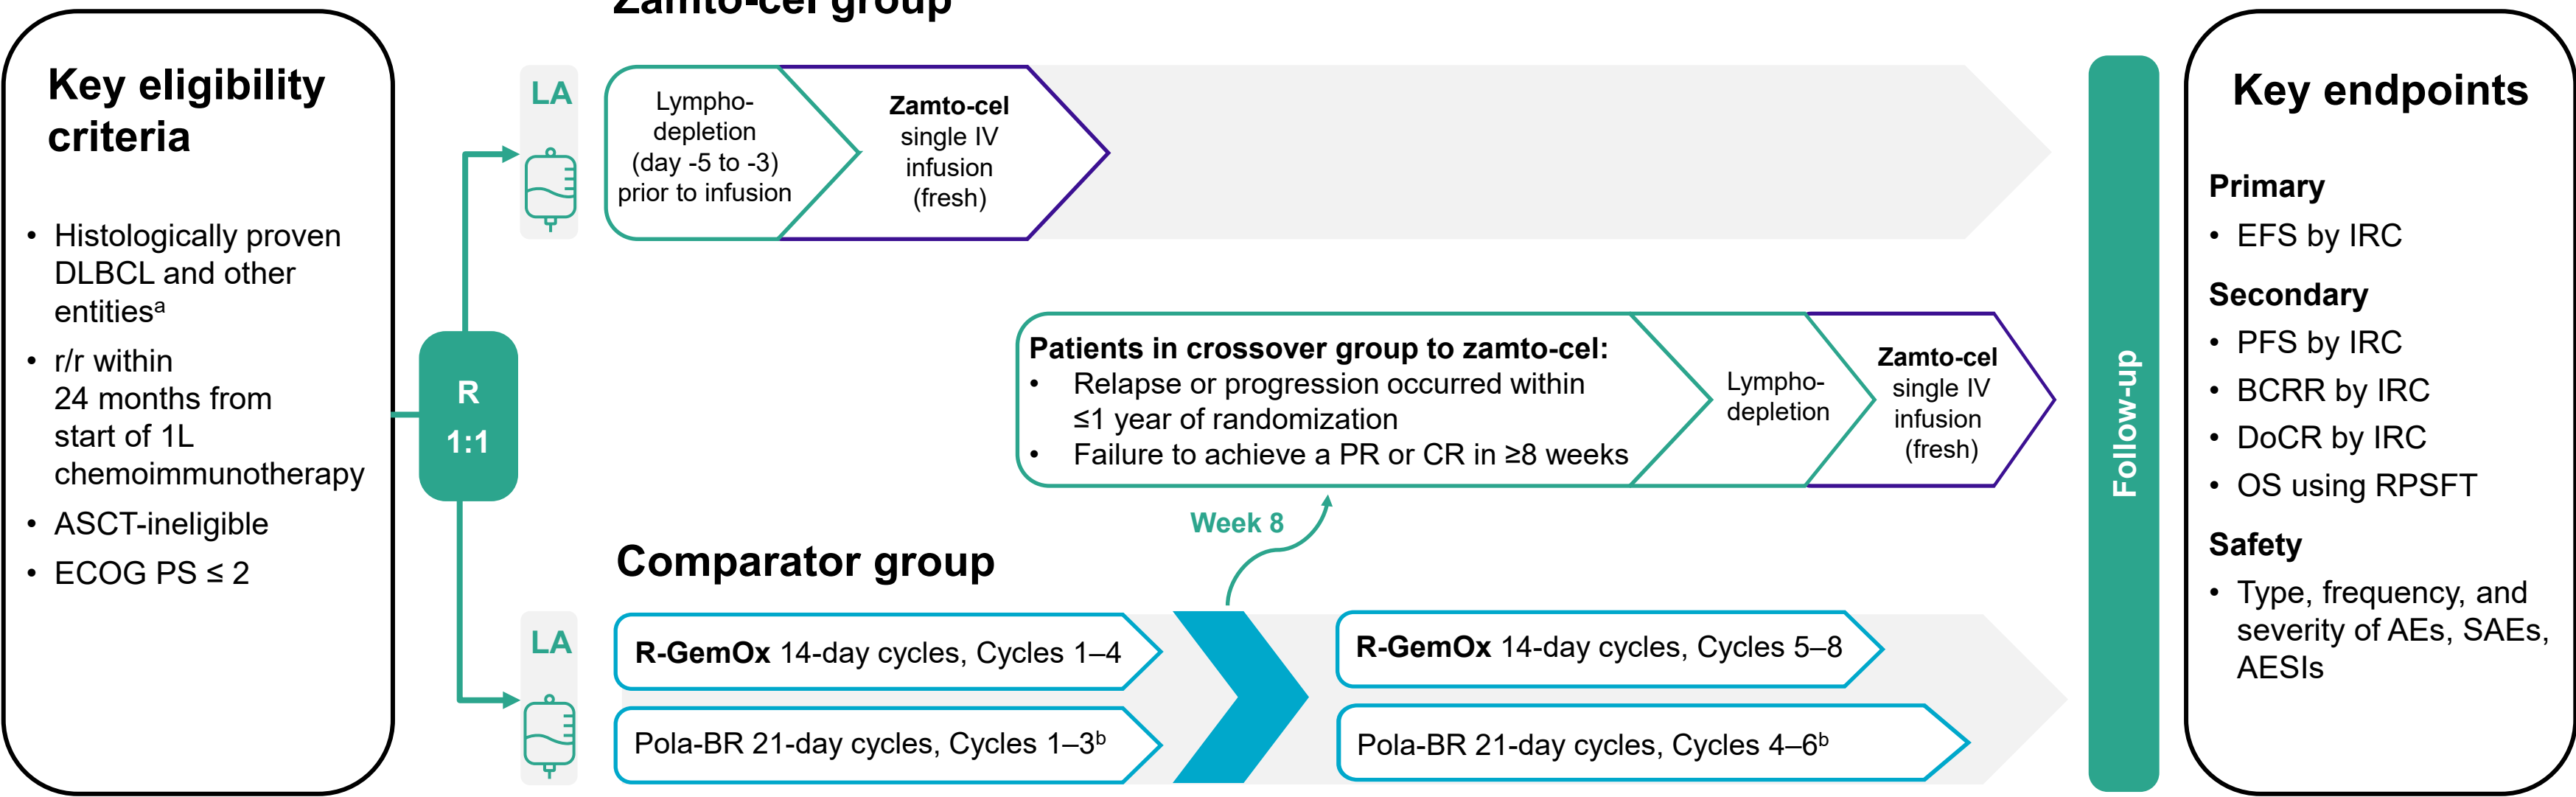 Zamto-cel group
Key eligibility
criteria
• Histologically proven
DLBCL and other
entitiesᵃ
• r/r within
24 months from
start of 1L
chemoimmunotherapy
• ASCT-ineligible
• ECOG PS ≤ 2
R
1:1
LA
Lympho-
depletion
(day -5 to -3)
prior to infusion
Zamto-cel
single IV
infusion
(fresh)
Patients in crossover group to zamto-cel:
• Relapse or progression occurred within
≤1 year of randomization
• Failure to achieve a PR or CR in ≥8 weeks
Lympho-
depletion
Zamto-cel
single IV
infusion
(fresh)
Week 8
Comparator group
LA
R-GemOx 14-day cycles, Cycles 1–4
Pola-BR 21-day cycles, Cycles 1–3ᵇ
R-GemOx 14-day cycles, Cycles 5–8
Pola-BR 21-day cycles, Cycles 4–6ᵇ
Follow-up
Key endpoints
Primary
• EFS by IRC
Secondary
• PFS by IRC
• BCRR by IRC
• DoCR by IRC
• OS using RPSFT
Safety
• Type, frequency, and
severity of AEs, SAEs,
AESIs